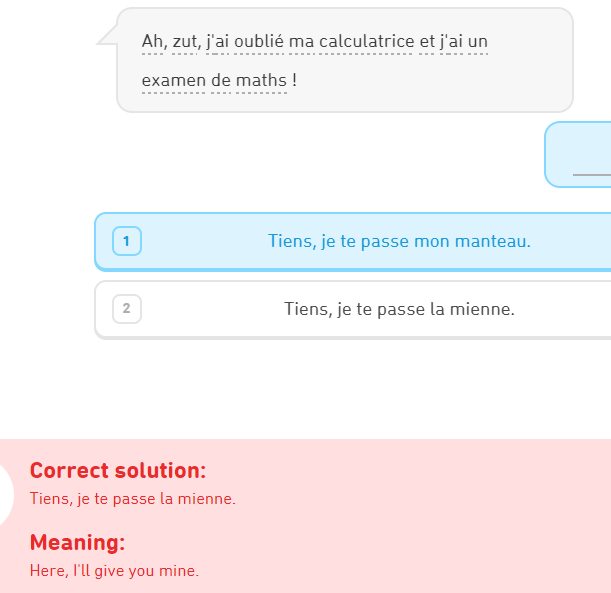 Ah, zut, j'ai oublié ma calculatrice et j'ai un
examen de maths !
1
Tiens, je te passe mon manteau.
2
Tiens, je te passe la mienne.
Correct solution:
Tiens, je te passe la mienne.
Meaning:
Here, I'll give you mine.